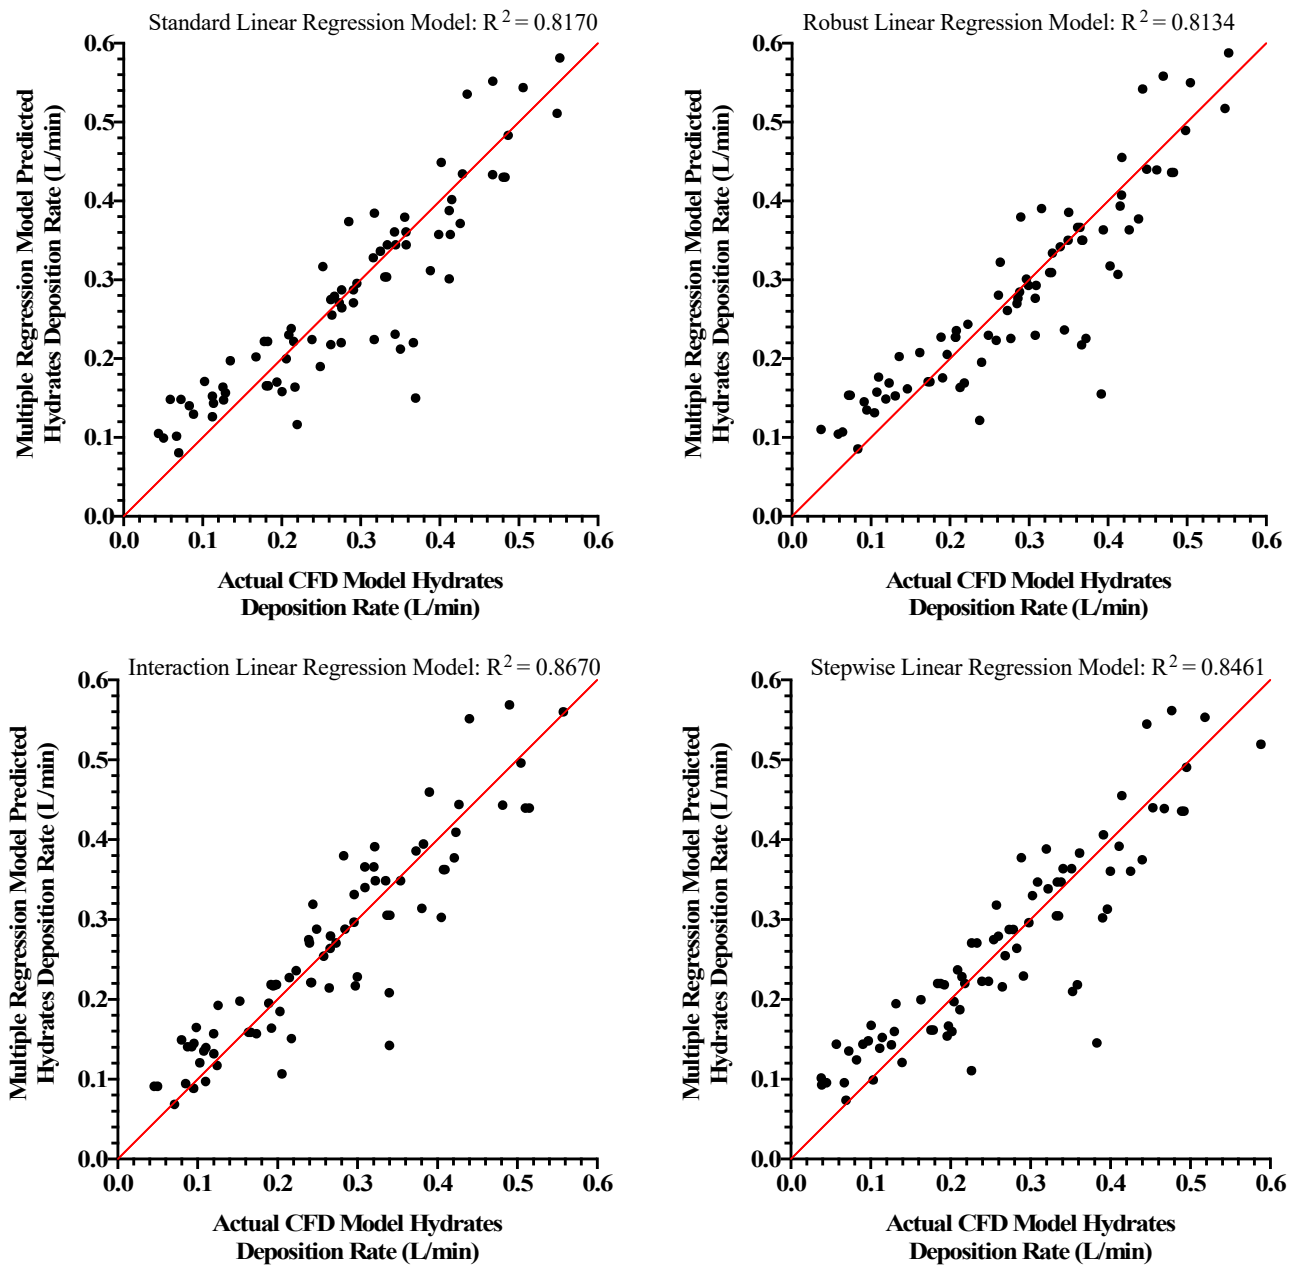 Standard Linear Regression Model: R² = 0.8170
Multiple Regression Model Predicted
Hydrates Deposition Rate (L/min)
0.6
0.5
0.4
0.3
0.2
0.1
0.0
0.0 0.1 0.2 0.3 0.4 0.5 0.6
Actual CFD Model Hydrates
Deposition Rate (L/min)
Robust Linear Regression Model: R² = 0.8134
Multiple Regression Model Predicted
Hydrates Deposition Rate (L/min)
0.6
0.5
0.4
0.3
0.2
0.1
0.0
0.0 0.1 0.2 0.3 0.4 0.5 0.6
Actual CFD Model Hydrates
Deposition Rate (L/min)
Interaction Linear Regression Model: R² = 0.8670
Multiple Regression Model Predicted
Hydrates Deposition Rate (L/min)
0.6
0.5
0.4
0.3
0.2
0.1
0.0
0.0 0.1 0.2 0.3 0.4 0.5 0.6
Actual CFD Model Hydrates
Deposition Rate (L/min)
Stepwise Linear Regression Model: R² = 0.8461
Multiple Regression Model Predicted
Hydrates Deposition Rate (L/min)
0.6
0.5
0.4
0.3
0.2
0.1
0.0
0.0 0.1 0.2 0.3 0.4 0.5 0.6
Actual CFD Model Hydrates
Deposition Rate (L/min)